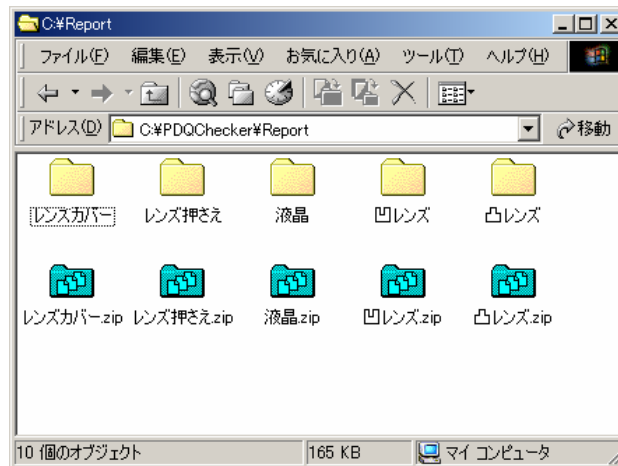 C:¥Report
ファイル(F) 編集(E) 表示(V) お気に入り(A) ツール(T) ヘルプ(H)
アドレス(D) C:¥PDQChecker¥Report 移動
レンズカバー レンズ押さえ 液晶 凹レンズ 凸レンズ
レンズカバー.zip レンズ押さえ.zip 液晶.zip 凹レンズ.zip 凸レンズ.zip
10 個のオブジェクト 165 KB マイ コンピュータ